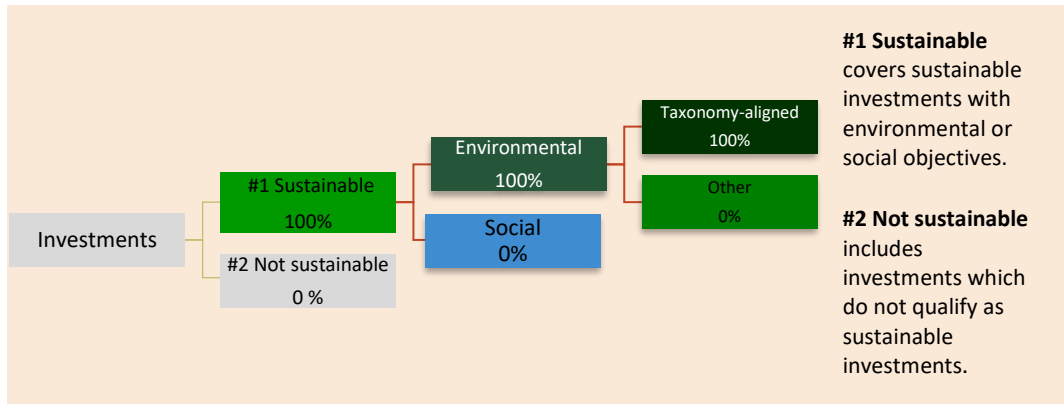 Investments
#1 Sustainable
100%
#2 Not sustainable
0 %
Environmental
100%
Social
0%
Taxonomy-aligned
100%
Other
0%
#1 Sustainable
covers sustainable
investments with
environmental or
social objectives.
#2 Not sustainable
includes
investments which
do not qualify as
sustainable
investments.